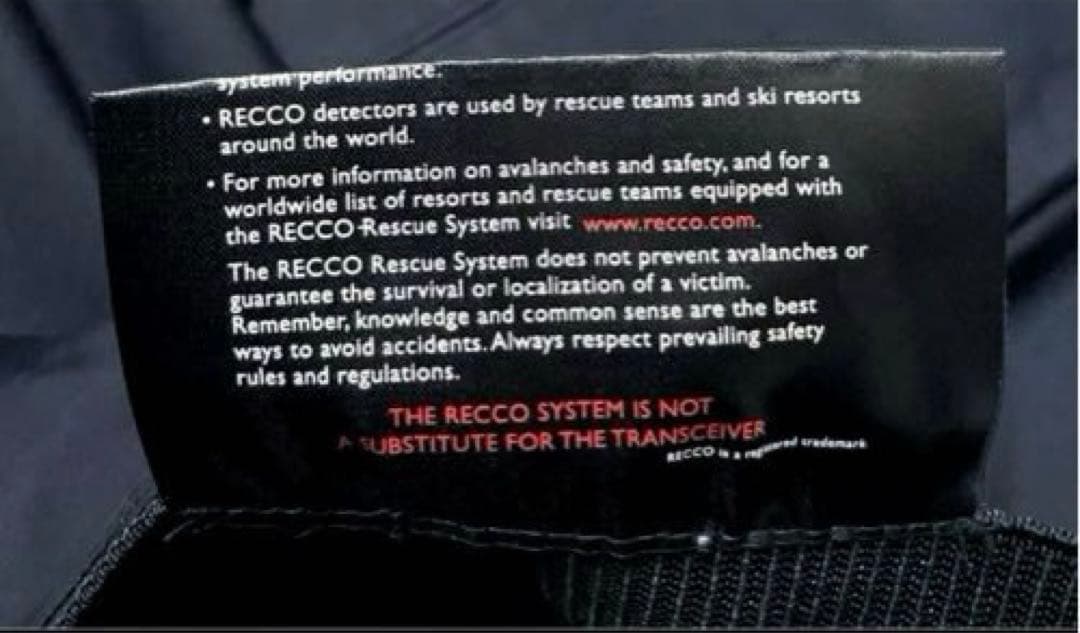 system performance.
• RECCO detectors are used by rescue teams and ski resorts
around the world.
• For more information on avalanches and safety, and for a
worldwide list of resorts and rescue teams equipped with
the RECCO Rescue System visit www.recco.com.
The RECCO Rescue System does not prevent avalanches or
guarantee the survival or localization of a victim.
Remember, knowledge and common sense are the best
ways to avoid accidents. Always respect prevailing safety
rules and regulations.
THE RECCO SYSTEM IS NOT
A SUBSTITUTE FOR THE TRANSCEIVER
RECCO is a registered trademark